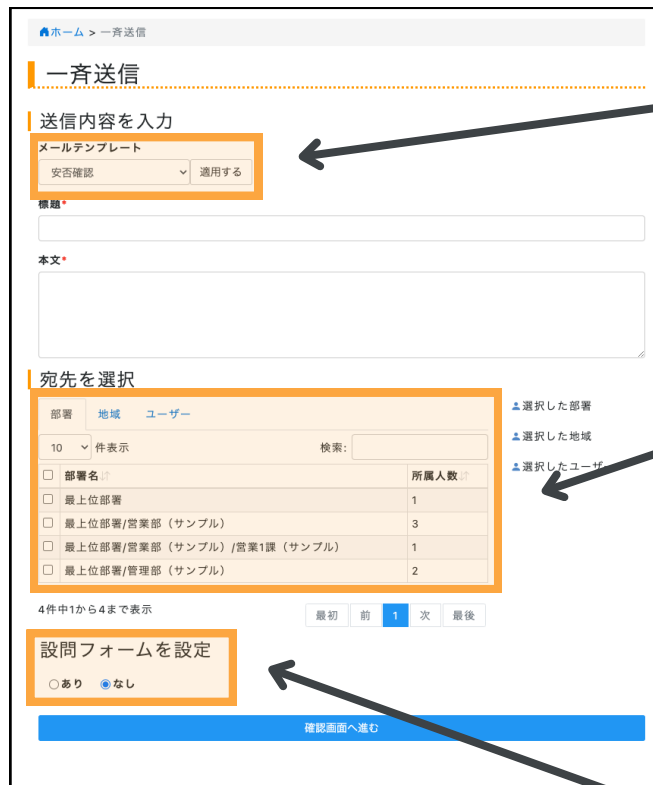 ホーム > 一斉送信
一斉送信
送信内容を入力
メールテンプレート
安否確認 適用する
標題*
本文*
宛先を選択
部署 地域 ユーザー
10 件表示 検索:
部署名 所属人数
最上位部署 1
最上位部署/営業部（サンプル） 3
最上位部署/営業部（サンプル）/営業1課（サンプル） 1
最上位部署/管理部（サンプル） 2
4件中1から4まで表示
最初 前 1 次 最後
選択した部署
選択した地域
選択したユーザー
設問フォームを設定
あり なし
確認画面へ進む